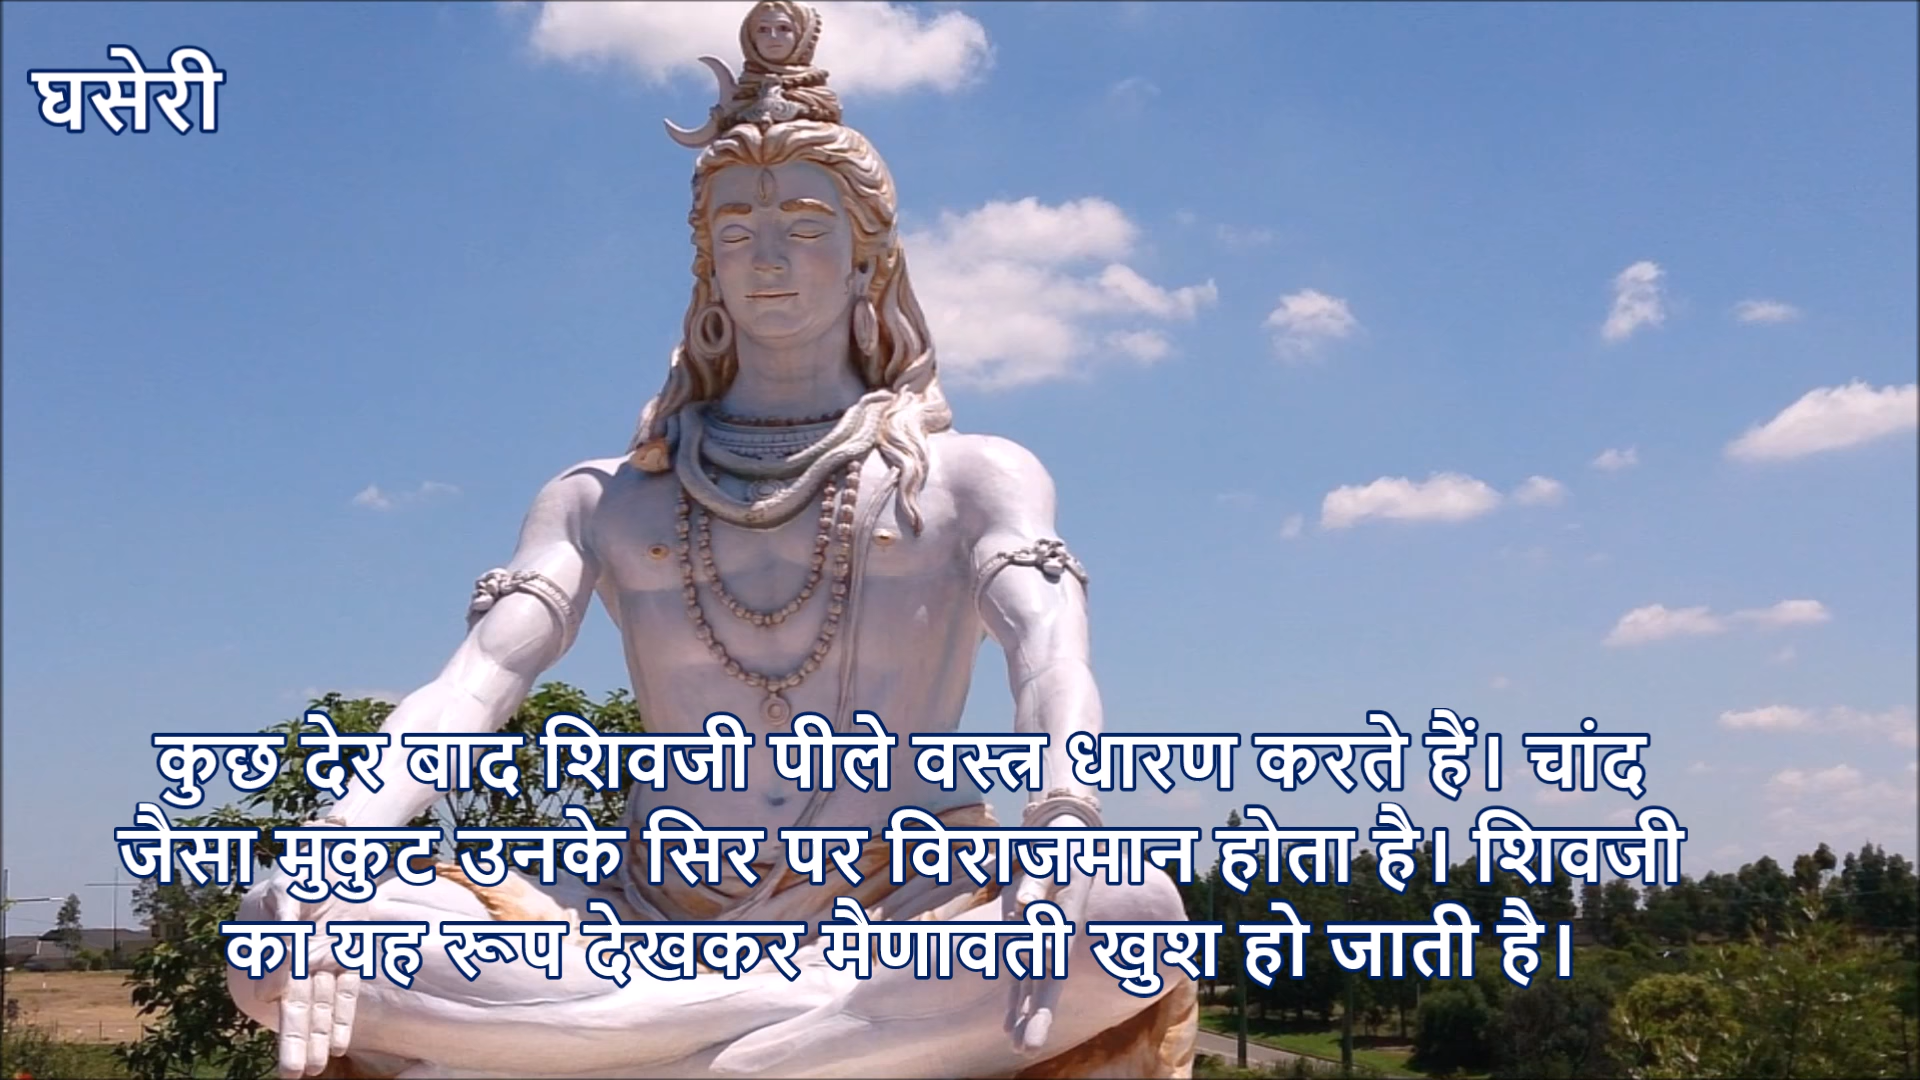 घसेरी
कुछ देर बाद शिवजी पीले वस्त्र धारण करते हैं। चांद
जैसा मुकुट उनके सिर पर विराजमान होता है। शिवजी
का यह रूप देखकर मैणावती खुश हो जाती है।